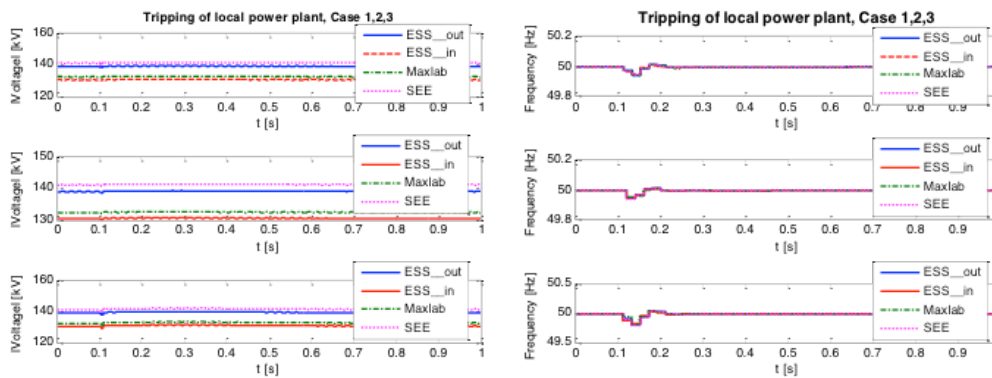 Tripping of local power plant, Case 1,2,3
160
140
120
|Voltage| [kV]
0 0.1 0.2 0.3 0.4 0.5 0.6 0.7 0.8 0.9 1
t [s]
ESS__out
ESS__in
Maxlab
SEE
150
140
130
|Voltage| [kV]
0 0.1 0.2 0.3 0.4 0.5 0.6 0.7 0.8 0.9 1
t [s]
ESS__out
ESS__in
Maxlab
SEE
160
140
120
|Voltage| [kV]
0 0.1 0.2 0.3 0.4 0.5 0.6 0.7 0.8 0.9 1
t [s]
ESS__out
ESS__in
Maxlab
SEE
Tripping of local power plant, Case 1,2,3
50.2
50
49.8
Frequency [Hz]
0 0.1 0.2 0.3 0.4 0.5 0.6 0.7 0.8 0.9
t [s]
ESS__out
ESS__in
Maxlab
SEE
50.2
50
49.8
Frequency [Hz]
0 0.1 0.2 0.3 0.4 0.5 0.6 0.7 0.8 0.9
t [s]
ESS__out
ESS__in
Maxlab
SEE
50.5
50
49.5
Frequency [Hz]
0 0.1 0.2 0.3 0.4 0.5 0.6 0.7 0.8 0.9
t [s]
ESS__out
ESS__in
Maxlab
SEE